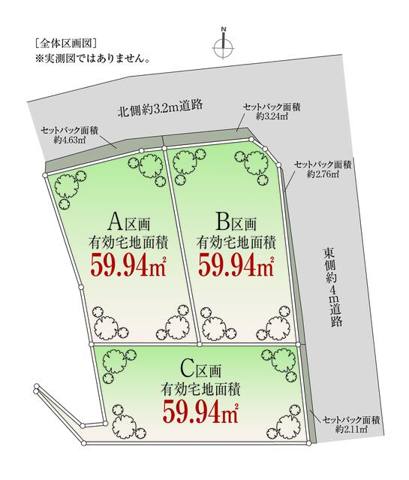 N
[全体区画図]
※実測図ではありません。
北側約3.2m道路
セットバック面積
約4.63㎡
セットバック面積
約3.24㎡
セットバック面積
約2.76㎡
A区画
有効宅地面積
59.94㎡
B区画
有効宅地面積
59.94㎡
東側約4m道路
C区画
有効宅地面積
59.94㎡
セットバック面積
約2.11㎡